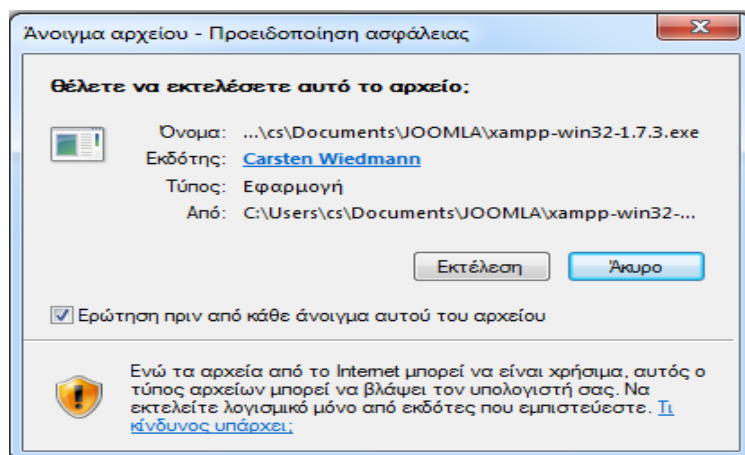 Άνοιγμα αρχείου - Προειδοποίηση ασφάλειας
Θέλετε να εκτελέσετε αυτό το αρχείο;
Όνομα: ...\cs\Documents\JOOMLA\xampp-win32-1.7.3.exe
Εκδότης: Carsten Wiedmann
Τύπος: Εφαρμογή
Από: C:\Users\cs\Documents\JOOMLA\xampp-win32-...
Εκτέλεση Άκυρο
Ερώτηση πριν από κάθε άνοιγμα αυτού του αρχείου
Ενώ τα αρχεία από το Internet μπορεί να είναι χρήσιμα, αυτός ο
τύπος αρχείων μπορεί να βλάψει τον υπολογιστή σας. Να
εκτελείτε λογισμικό μόνο από εκδότες που εμπιστεύεστε. Τι
κίνδυνος υπάρχει;